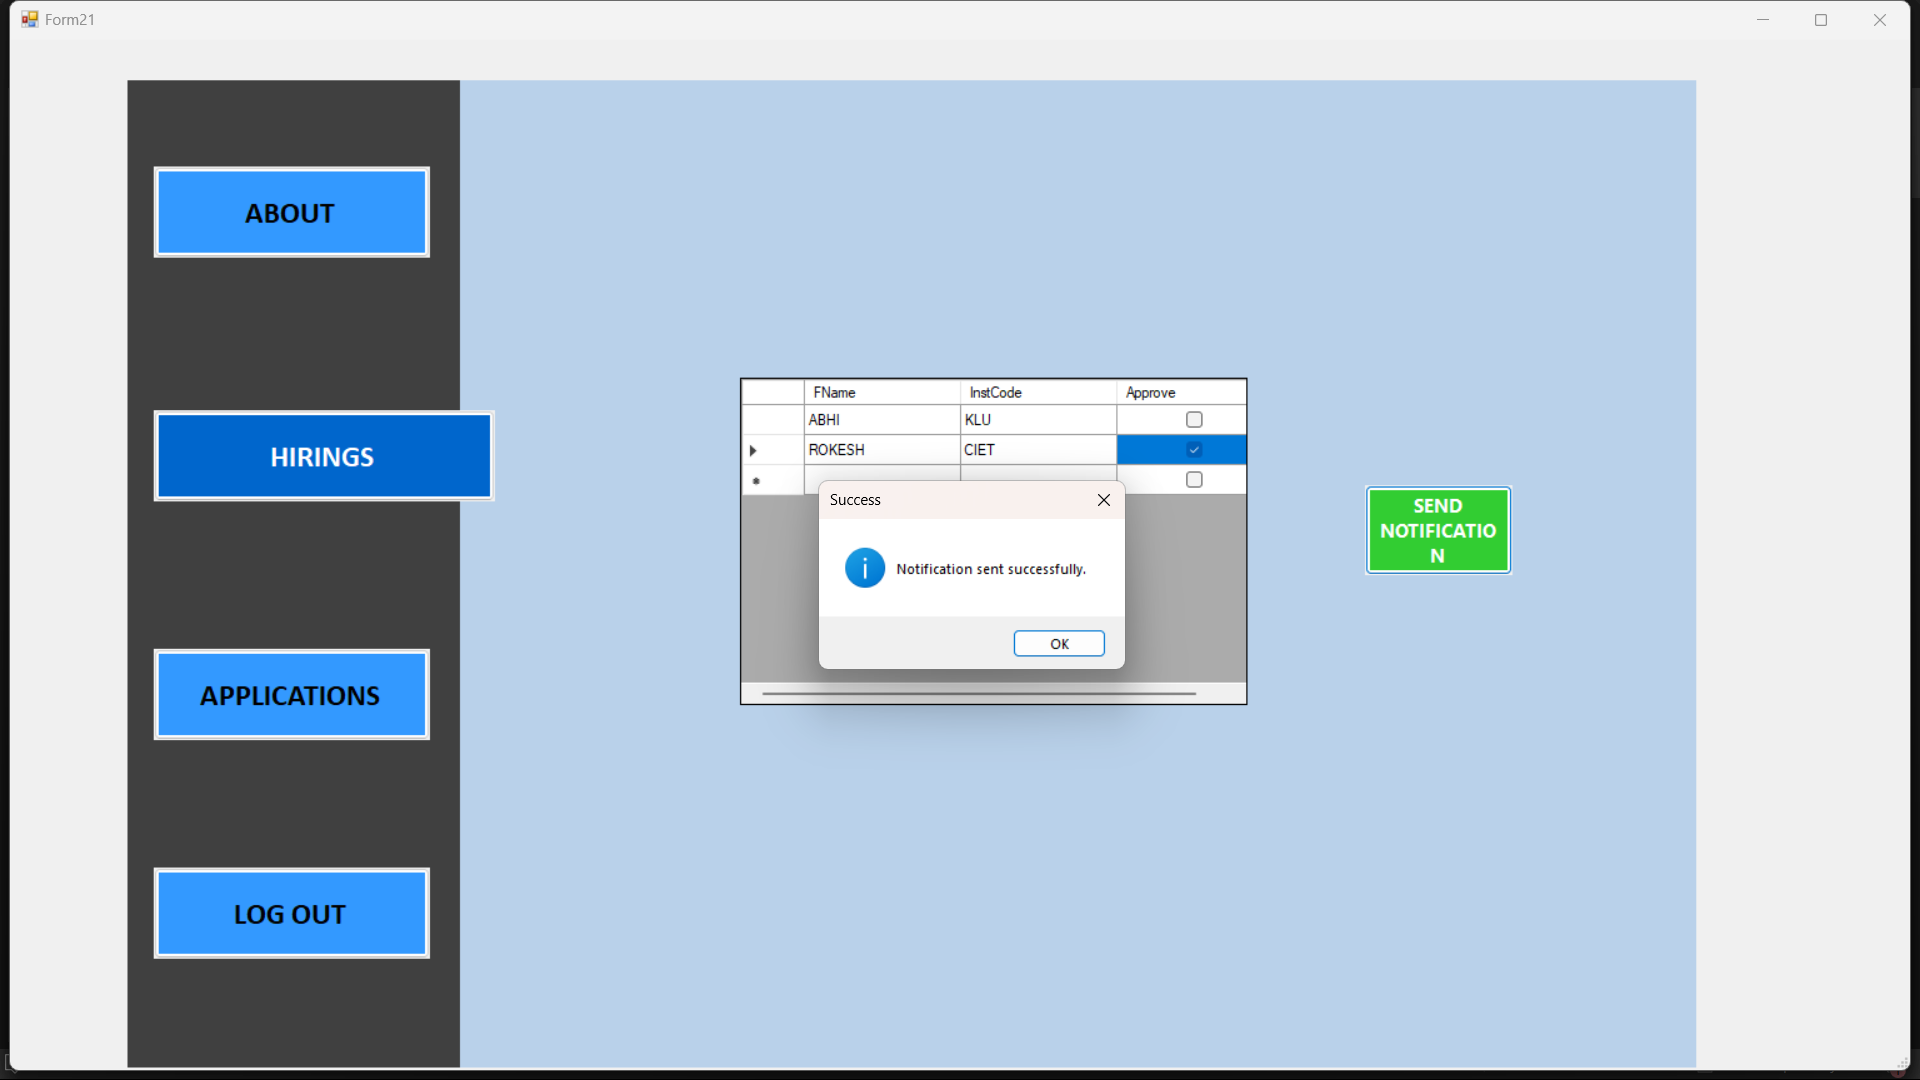 Form21
ABOUT
HIRINGS
APPLICATIONS
LOG OUT
FName InstCode Approve
ABHI KLU
ROKESH CIET
Success
Notification sent successfully.
OK
SEND
NOTIFICATIO
N